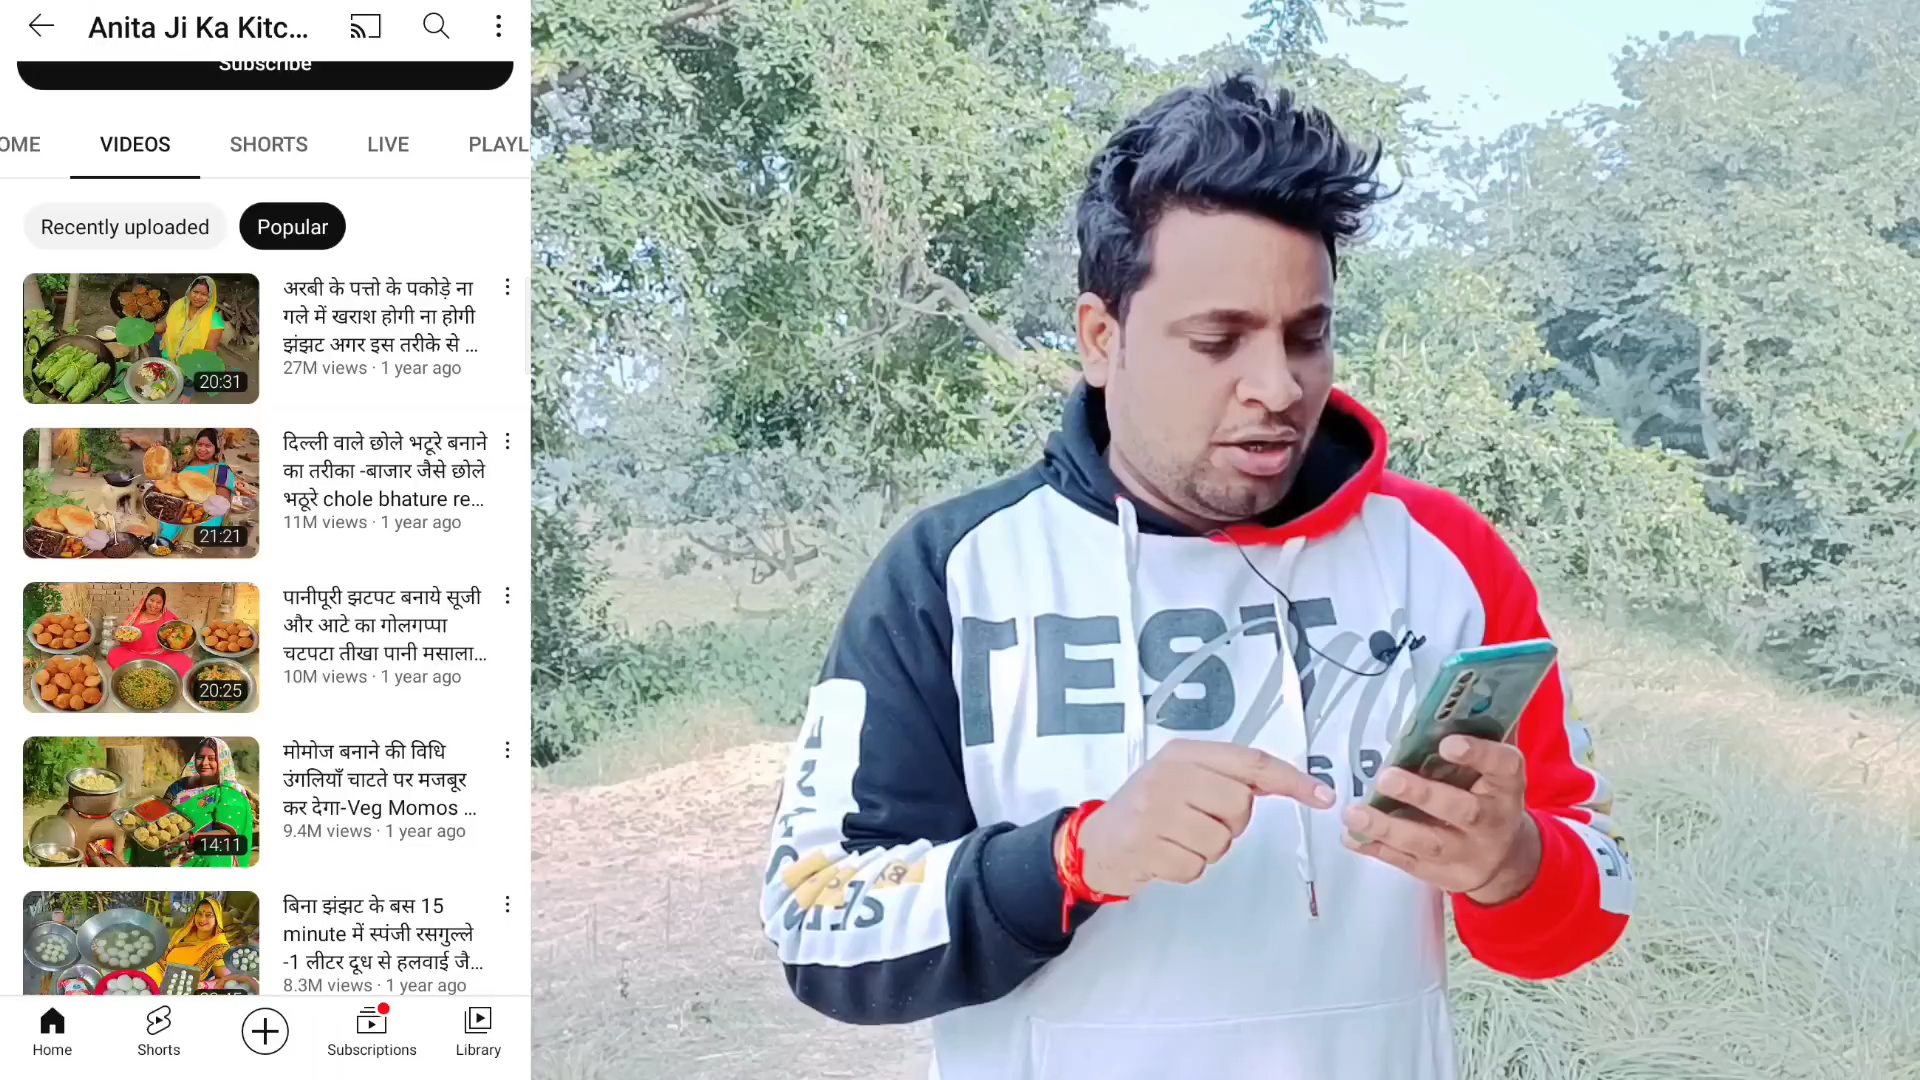 Anita Ji Ka Kitc...
Subscribe
OME
VIDEOS
SHORTS
LIVE
PLAYL
Recently uploaded
Popular
अरबी के पत्तो के पकोड़े ना
गले में खराश होगी ना होगी
झंझट अगर इस तरीके से ...
27M views · 1 year ago
20:31
दिल्ली वाले छोले भटूरे बनाने
का तरीका -बाजार जैसे छोले
भठूरे chole bhature re...
11M views · 1 year ago
21:21
पानीपूरी झटपट बनाये सूजी
और आटे का गोलगप्पा
चटपटा तीखा पानी मसाला...
10M views · 1 year ago
20:25
मोमोज बनाने की विधि
उंगलियाँ चाटते पर मजबूर
कर देगा-Veg Momos ...
9.4M views · 1 year ago
14:11
बिना झंझट के बस 15
minute में स्पंजी रसगुल्ले
-1 लीटर दूध से हलवाई जै...
8.3M views · 1 year ago
Home
Shorts
Subscriptions
Library
TEST